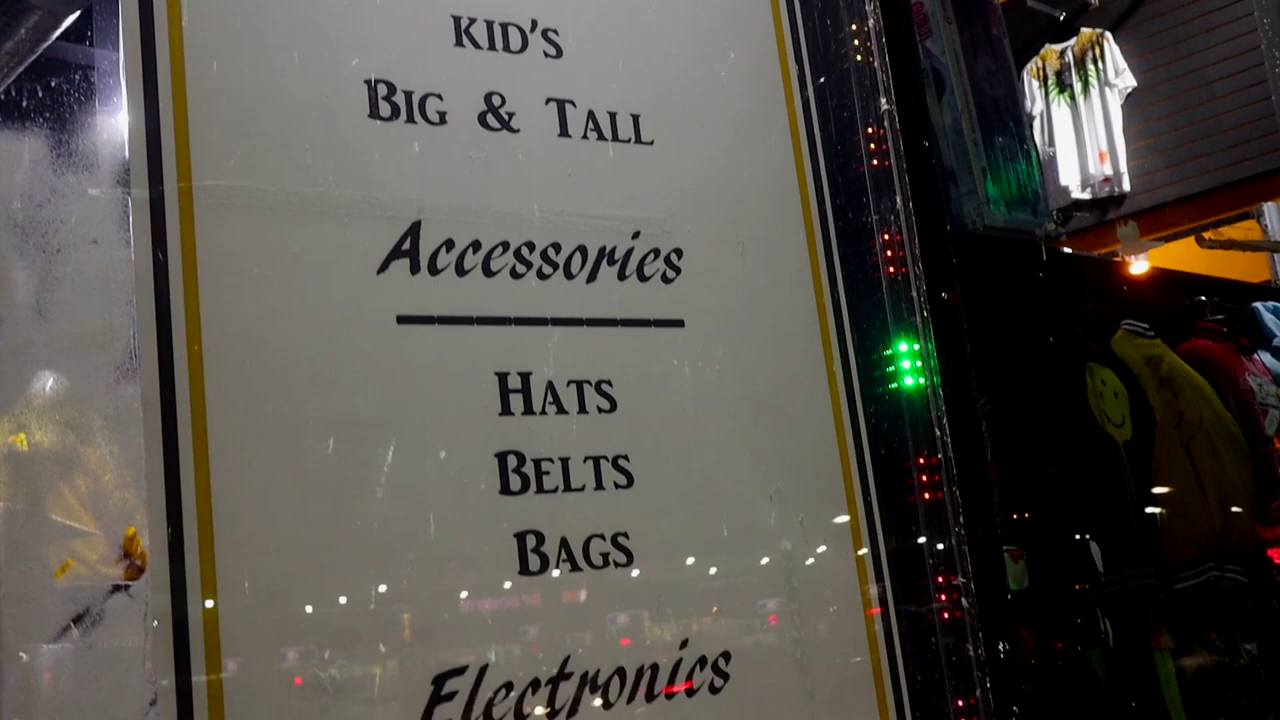 KID'S
BIG & TALL
Accessories
HATS
BELTS
BAGS
Electronics